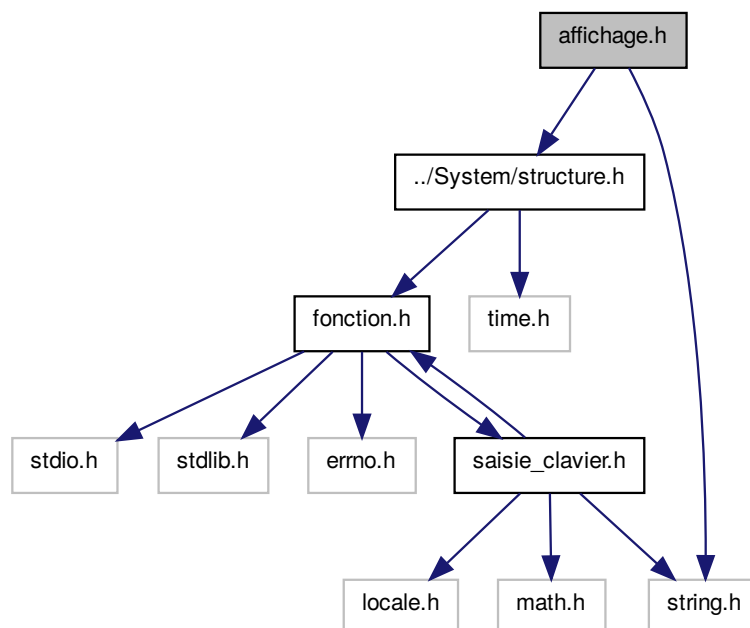 affichage.h
../System/structure.h
fonction.h
time.h
stdio.h
stdlib.h
errno.h
saisie_clavier.h
locale.h
math.h
string.h